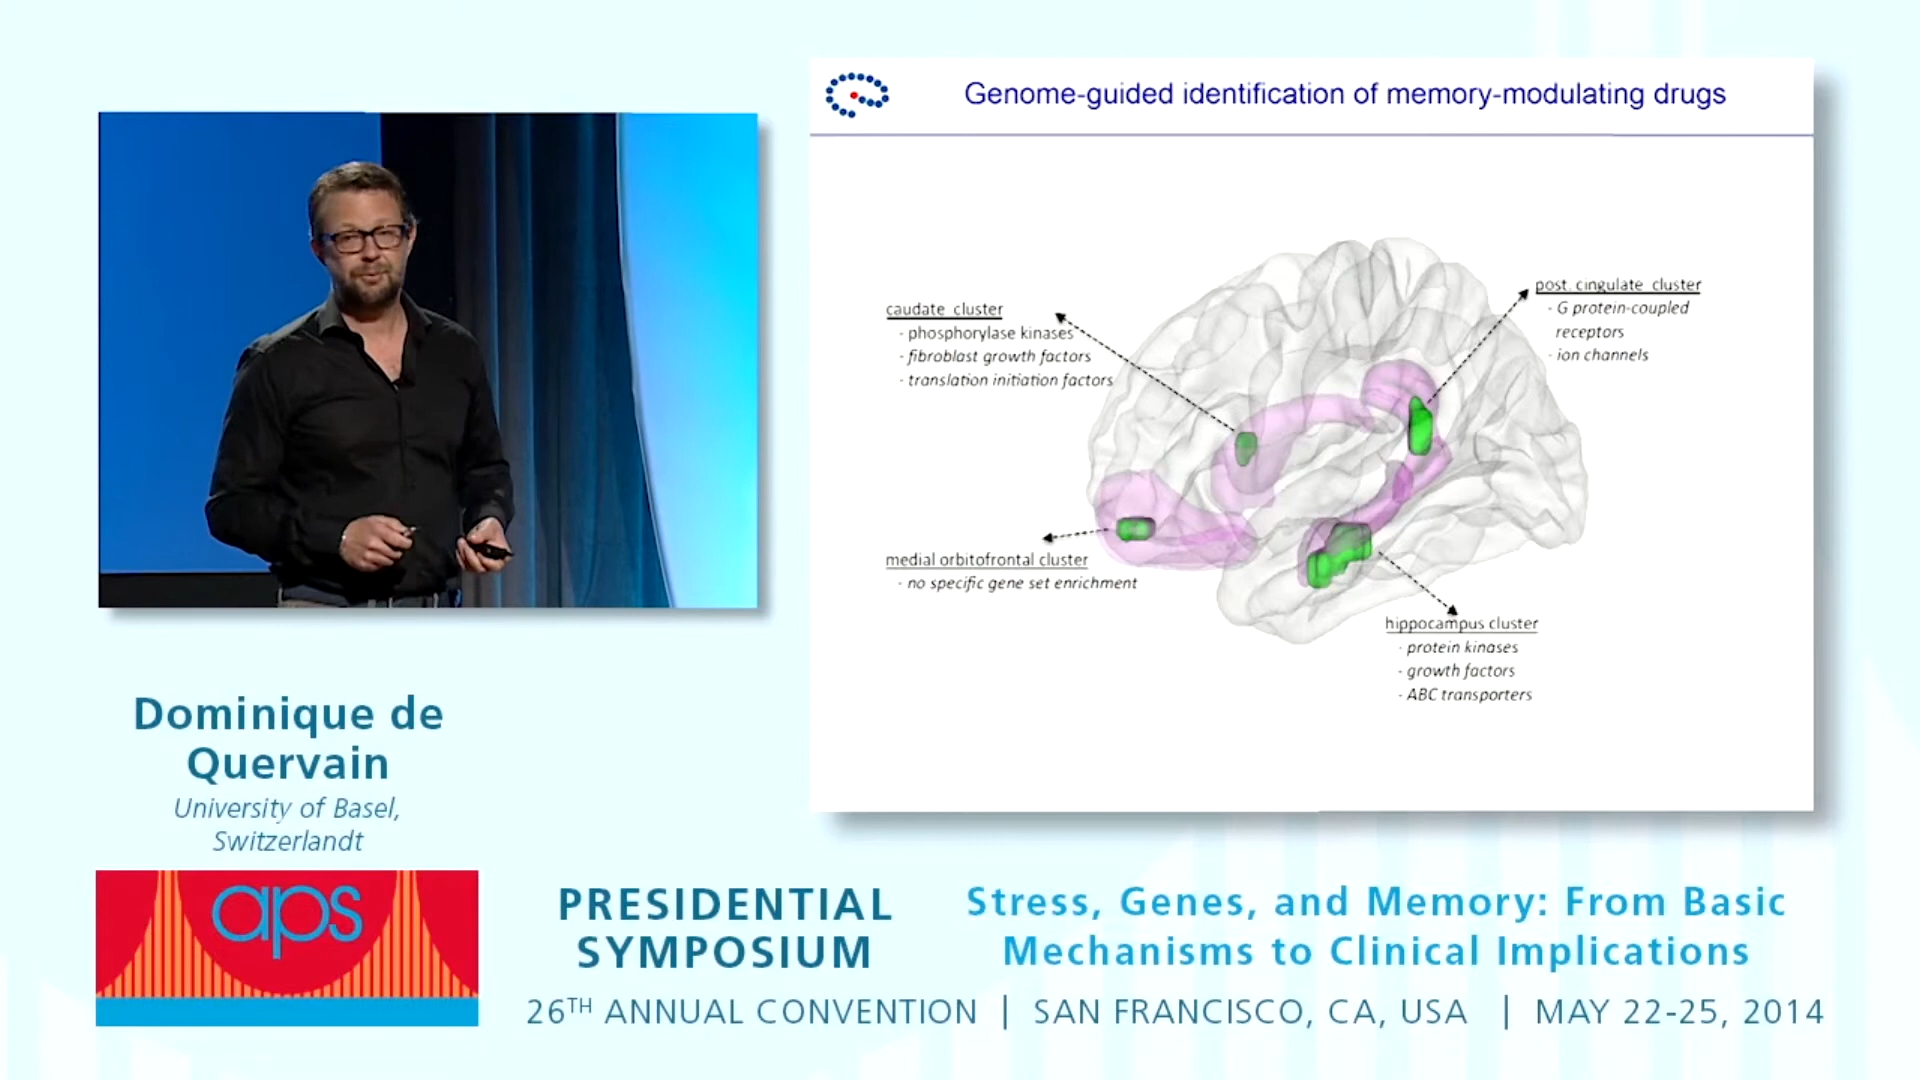 Genome-guided identification of memory-modulating drugs
caudate cluster
- phosphorylase kinases
- fibroblast growth factors
- translation initiation factors
post. cingulate cluster
- G protein-coupled
receptors
- ion channels
medial orbitofrontal cluster
- no specific gene set enrichment
hippocampus cluster
- protein kinases
- growth factors
- ABC transporters
Dominique de
Quervain
University of Basel,
Switzerlandt
aps
PRESIDENTIAL
SYMPOSIUM
Stress, Genes, and Memory: From Basic
Mechanisms to Clinical Implications
26TH ANNUAL CONVENTION | SAN FRANCISCO, CA, USA | MAY 22-25, 2014